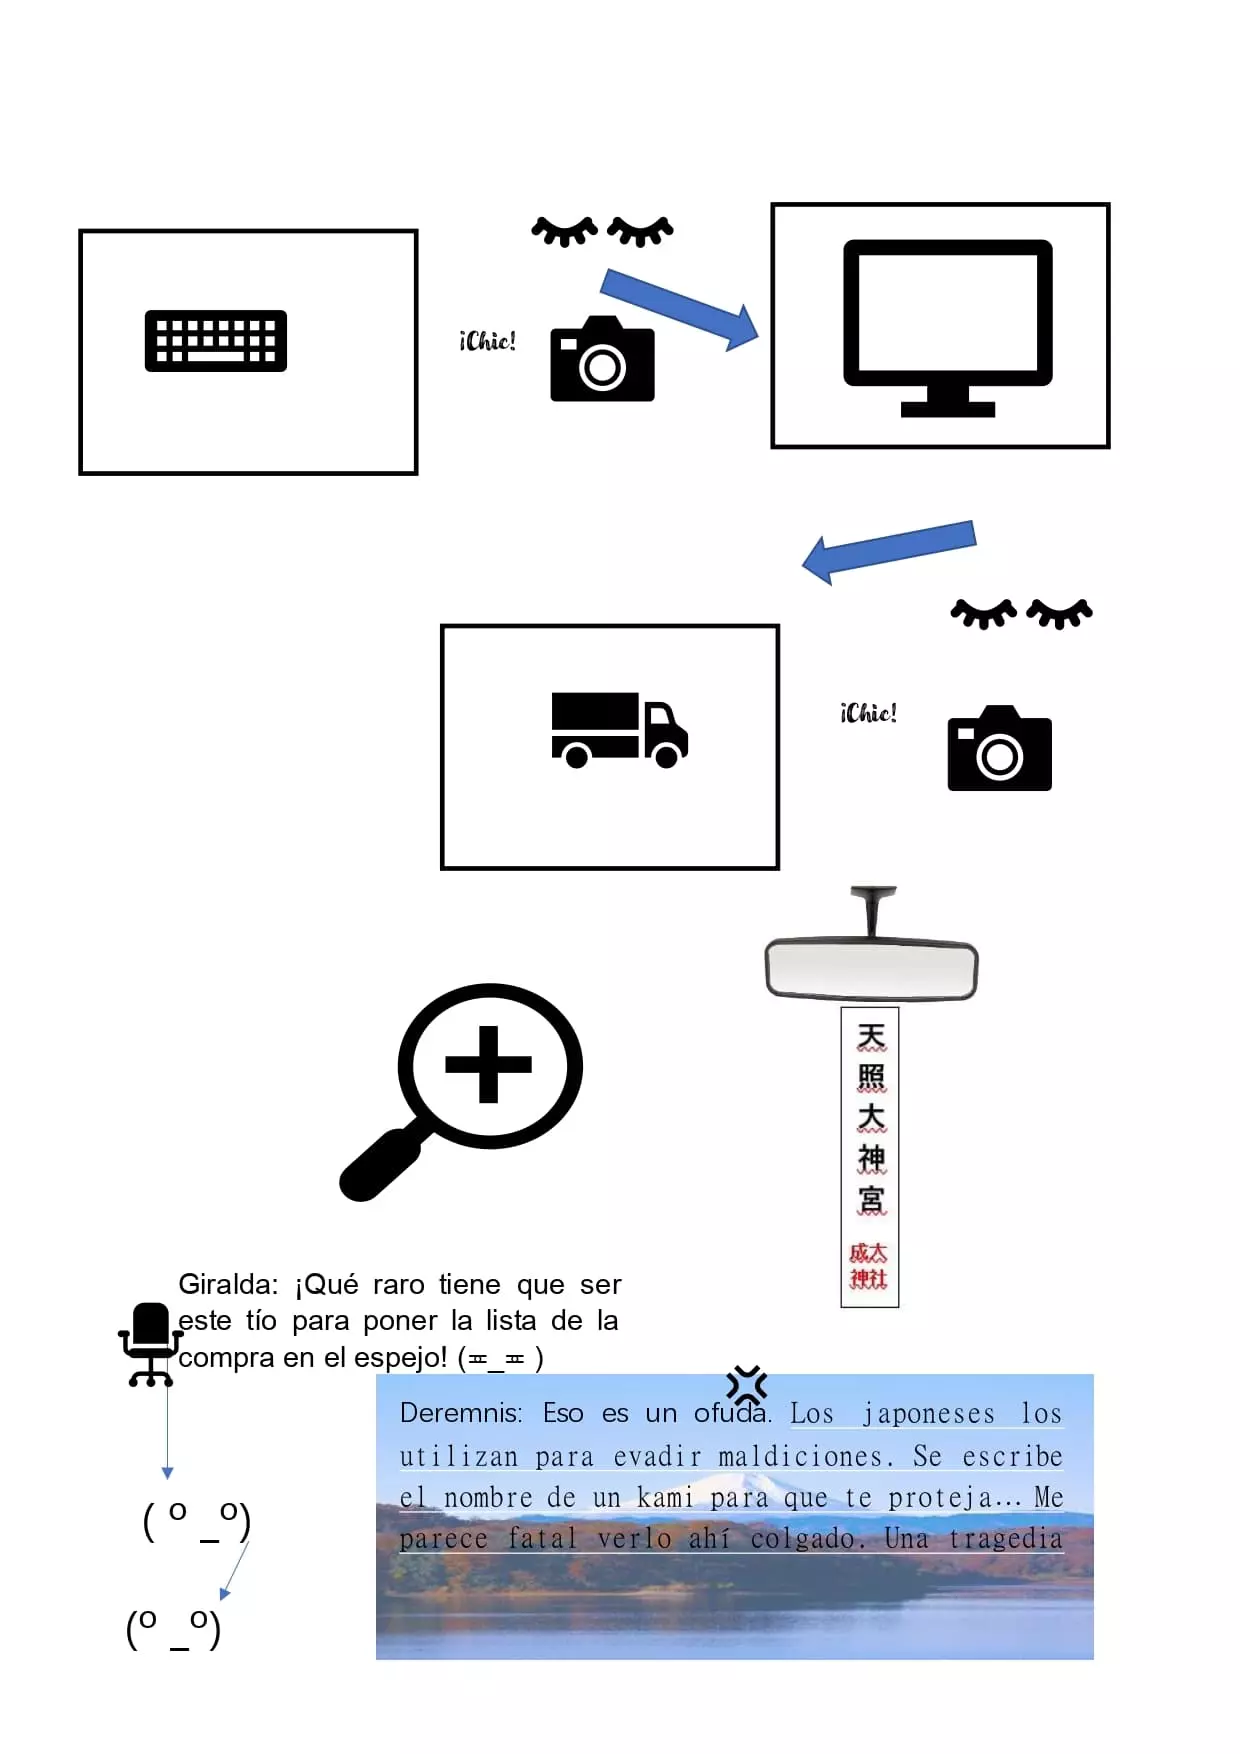 ¡Chic!
¡Chic!
天
照
大
神
宮
成大
神社
Giralda: ¡Qué raro tiene que ser
este tío para poner la lista de la
compra en el espejo! (≖_≖ )
Deremnis: Eso es un ofuda. Los japoneses los
utilizan para evadir maldiciones. Se escribe
el nombre de un kami para que te proteja… Me
parece fatal verlo ahí colgado. Una tragedia
( º _º)
(º _º)